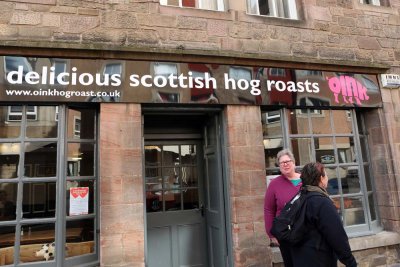 delicious scottish hog roasts
oink
www.oinkhogroast.co.uk